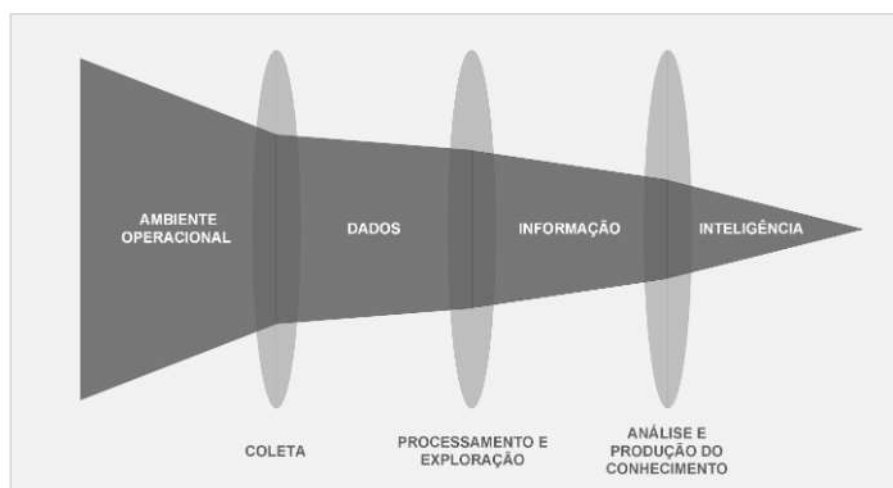 AMBIENTE
OPERACIONAL
DADOS
INFORMAÇÃO
INTELIGÊNCIA
COLETA
PROCESSAMENTO E
EXPLORAÇÃO
ANÁLISE E
PRODUÇÃO DO
CONHECIMENTO